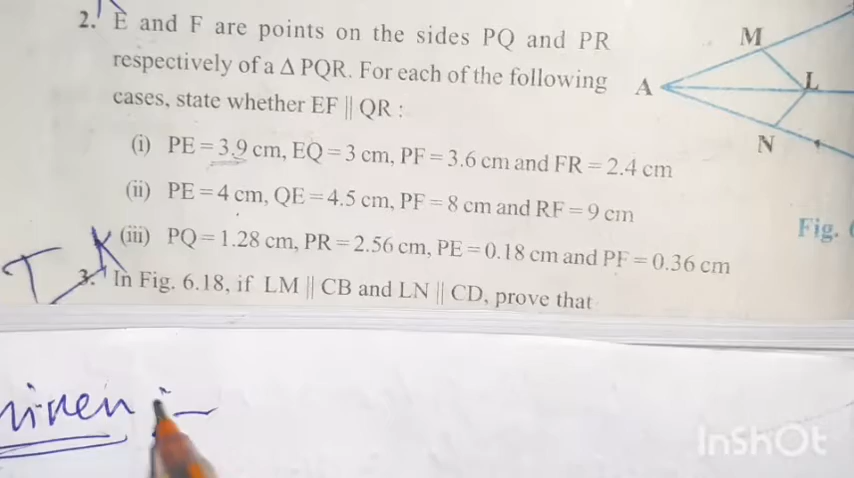 2. E and F are points on the sides PQ and PR
respectively of a Δ PQR. For each of the following
cases, state whether EF || QR :
(i) PE = 3.9 cm, EQ = 3 cm, PF = 3.6 cm and FR = 2.4 cm
(ii) PE = 4 cm, QE = 4.5 cm, PF = 8 cm and RF = 9 cm
(iii) PQ = 1.28 cm, PR = 2.56 cm, PE = 0.18 cm and PF = 0.36 cm
3. In Fig. 6.18, if LM || CB and LN || CD, prove that
M
A
L
N
Fig.
TK
InShOt